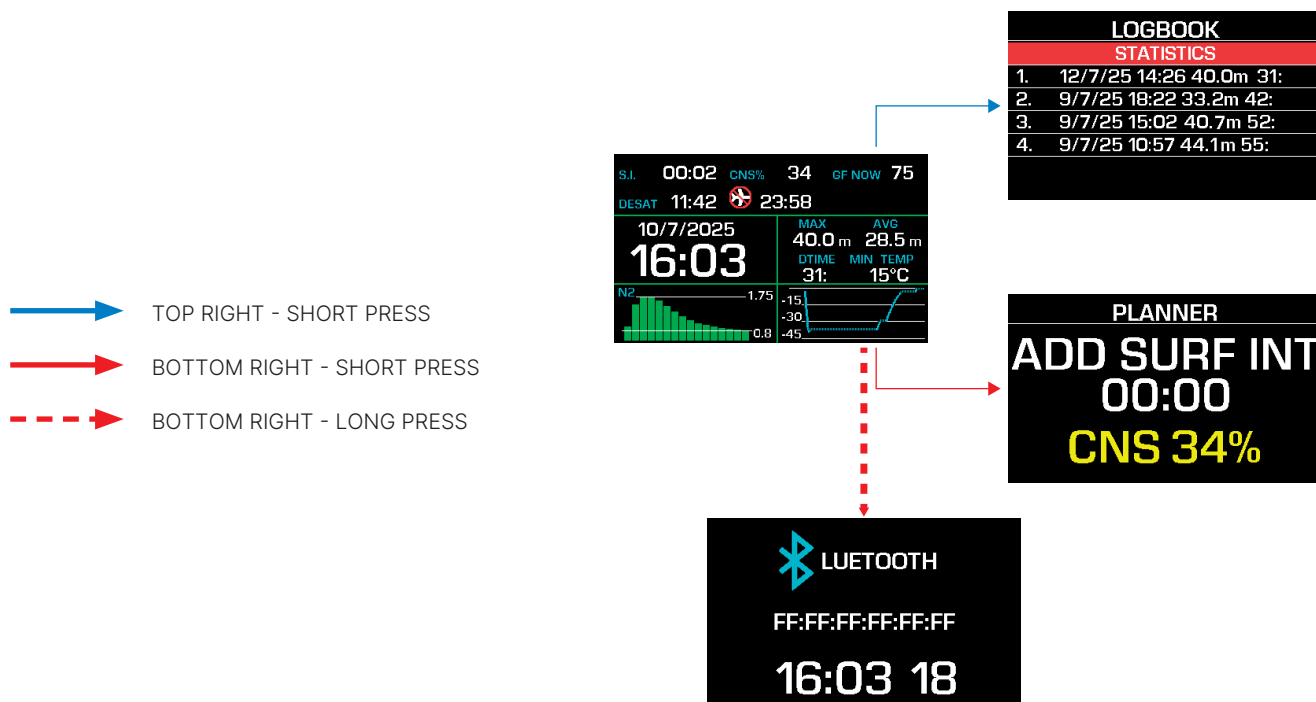 LOGBOOK
STATISTICS
1. 12/7/25 14:26 40.0m 31:
2. 9/7/25 18:22 33.2m 42:
3. 9/7/25 15:02 40.7m 52:
4. 9/7/25 10:57 44.1m 55:
S.I. 00:02 CNS% 34 GF NOW 75
DESAT 11:42 23:58
10/7/2025
16:03
MAX AVG
40.0 m 28.5 m
DTIME MIN TEMP
31: 15°C
N2 1.75
0.8
-15
-30
-45
TOP RIGHT - SHORT PRESS
BOTTOM RIGHT - SHORT PRESS
BOTTOM RIGHT - LONG PRESS
PLANNER
ADD SURF INT
00:00
CNS 34%
LUETOOTH
FF:FF:FF:FF:FF:FF
16:03 18